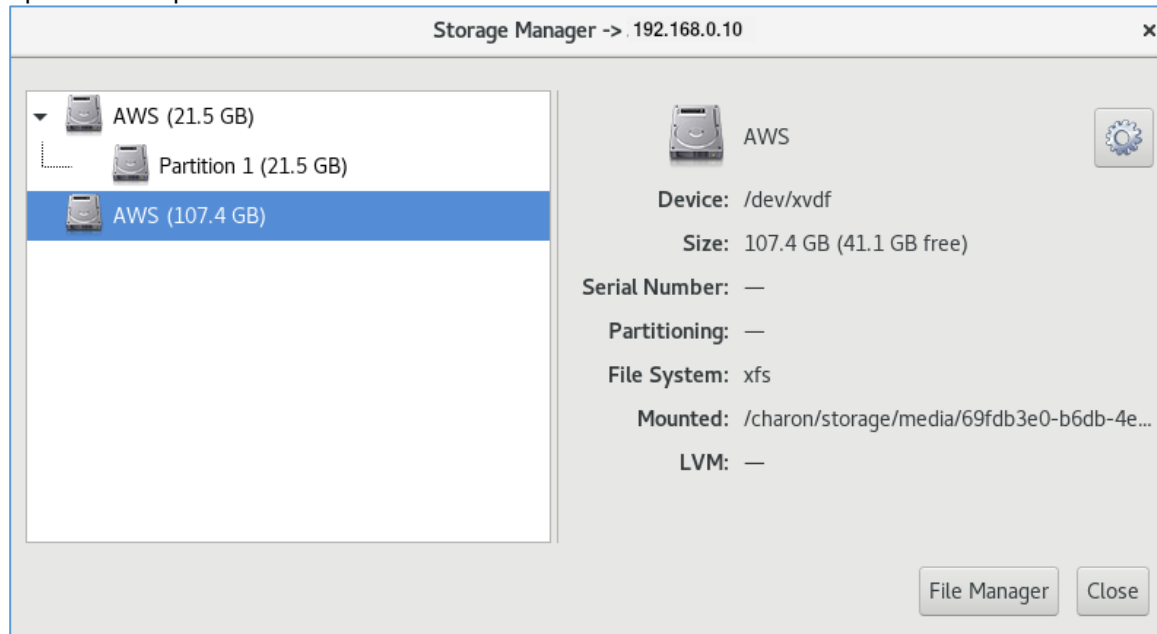 Storage Manager -> 192.168.0.10 ×
AWS (21.5 GB)
Partition 1 (21.5 GB)
AWS (107.4 GB)
AWS
Device: /dev/xvdf
Size: 107.4 GB (41.1 GB free)
Serial Number: —
Partitioning: —
File System: xfs
Mounted: /charon/storage/media/69fdb3e0-b6db-4e...
LVM: —
File Manager Close